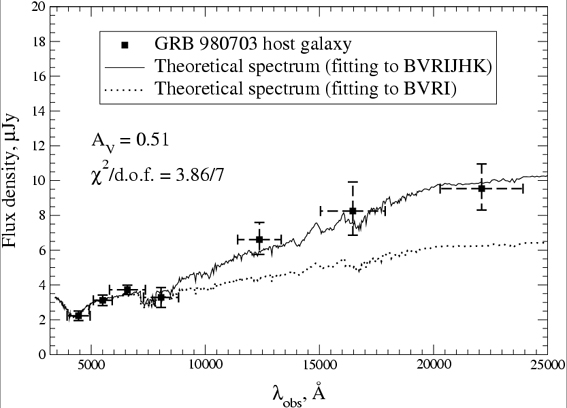 20
18
16
14
12
10
8
6
4
2
0
Flux density, μJy
GRB 980703 host galaxy
Theoretical spectrum (fitting to BVRIJHK)
Theoretical spectrum (fitting to BVRI)
A_V = 0.51
χ²/d.o.f. = 3.86/7
5000 10000 15000 20000 25000
λ_obs, Å